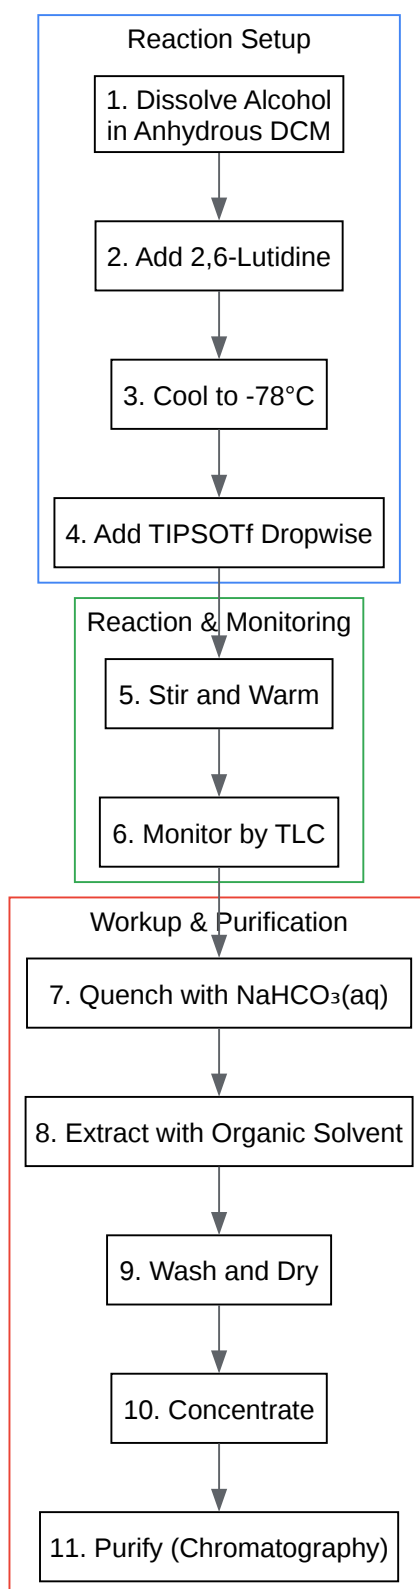 Reaction Setup
1. Dissolve Alcohol
in Anhydrous DCM
2. Add 2,6-Lutidine
3. Cool to -78°C
4. Add TIPSOTf Dropwise
Reaction & Monitoring
5. Stir and Warm
6. Monitor by TLC
Workup & Purification
7. Quench with NaHCO₃(aq)
8. Extract with Organic Solvent
9. Wash and Dry
10. Concentrate
11. Purify (Chromatography)